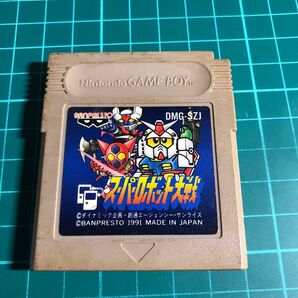 Nintendo GAME BOY™
BANPRESTO
DMG-SZJ
スーパーロボット大戦
©ダイナミック企画・創通エージェンシー・サンライズ
©BANPRESTO 1991 MADE IN JAPAN